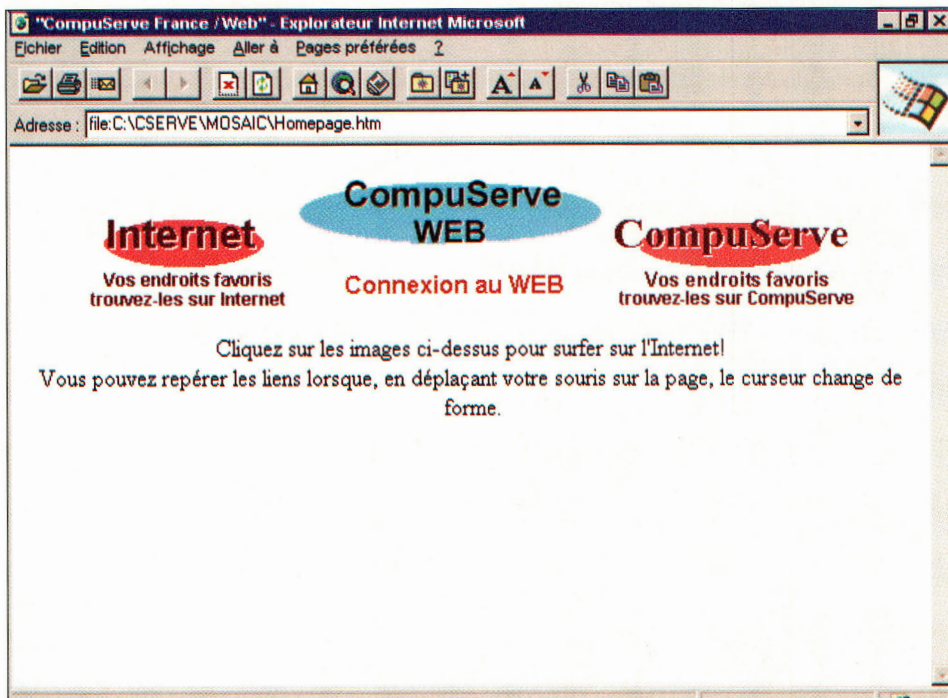 "CompuServe France /Web" - Explorateur Internet Microsoft
Fichier Edition Affichage Aller à Pages préférées ?
A A
Adresse : file:C:\CSERVE\MOSAIC\Homepage.htm
CompuServe
WEB
Internet
CompuServe
Vos endroits favoris
trouvez-les sur Internet
Connexion au WEB
Vos endroits favoris
trouvez-les sur CompuServe
Cliquez sur les images ci-dessus pour surfer sur l'Internet!
Vous pouvez repérer les liens lorsque, en déplaçant votre souris sur la page, le curseur change de
forme.